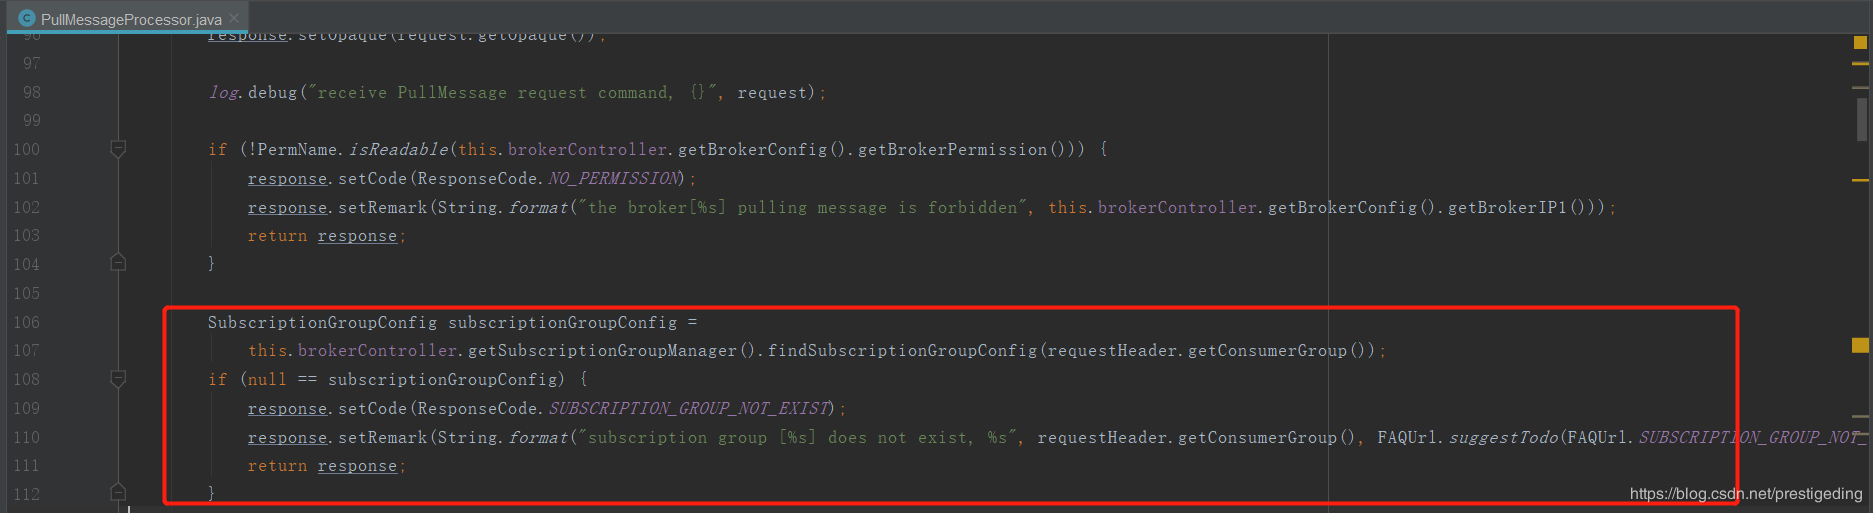 PullMessageProcessor.java
96 response.setOpaque(request.getOpaque());
97
98 log.debug("receive PullMessage request command, {}", request);
99
100 if (!PermName.isReadable(this.brokerController.getBrokerConfig().getBrokerPermission())) {
101 response.setCode(ResponseCode.NO_PERMISSION);
102 response.setRemark(String.format("the broker[%s] pulling message is forbidden", this.brokerController.getBrokerConfig().getBrokerIP1()));
103 return response;
104 }
105
106 SubscriptionGroupConfig subscriptionGroupConfig =
107 this.brokerController.getSubscriptionGroupManager().findSubscriptionGroupConfig(requestHeader.getConsumerGroup());
108 if (null == subscriptionGroupConfig) {
109 response.setCode(ResponseCode.SUBSCRIPTION_GROUP_NOT_EXIST);
110 response.setRemark(String.format("subscription group [%s] does not exist, %s", requestHeader.getConsumerGroup(), FAQUrl.suggestTodo(FAQUrl.SUBSCRIPTION_GROUP_NOT_
111 return response;
112 }
https://blog.csdn.net/prestigeding